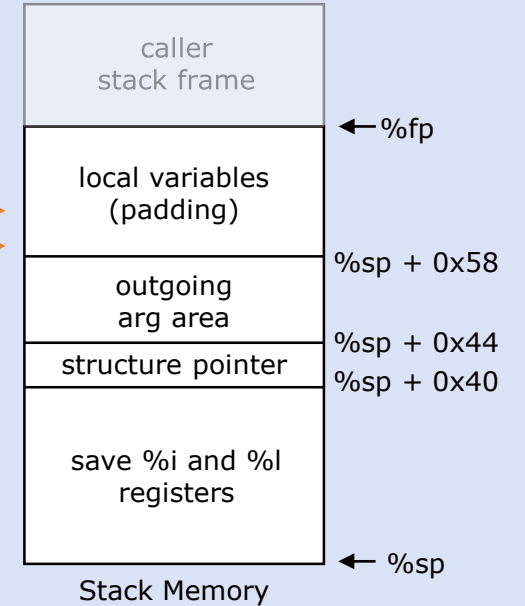 caller
stack frame
%fp
local variables
(padding)
%sp + 0x58
outgoing
arg area
%sp + 0x44
structure pointer
%sp + 0x40
save %i and %l
registers
%sp
Stack Memory